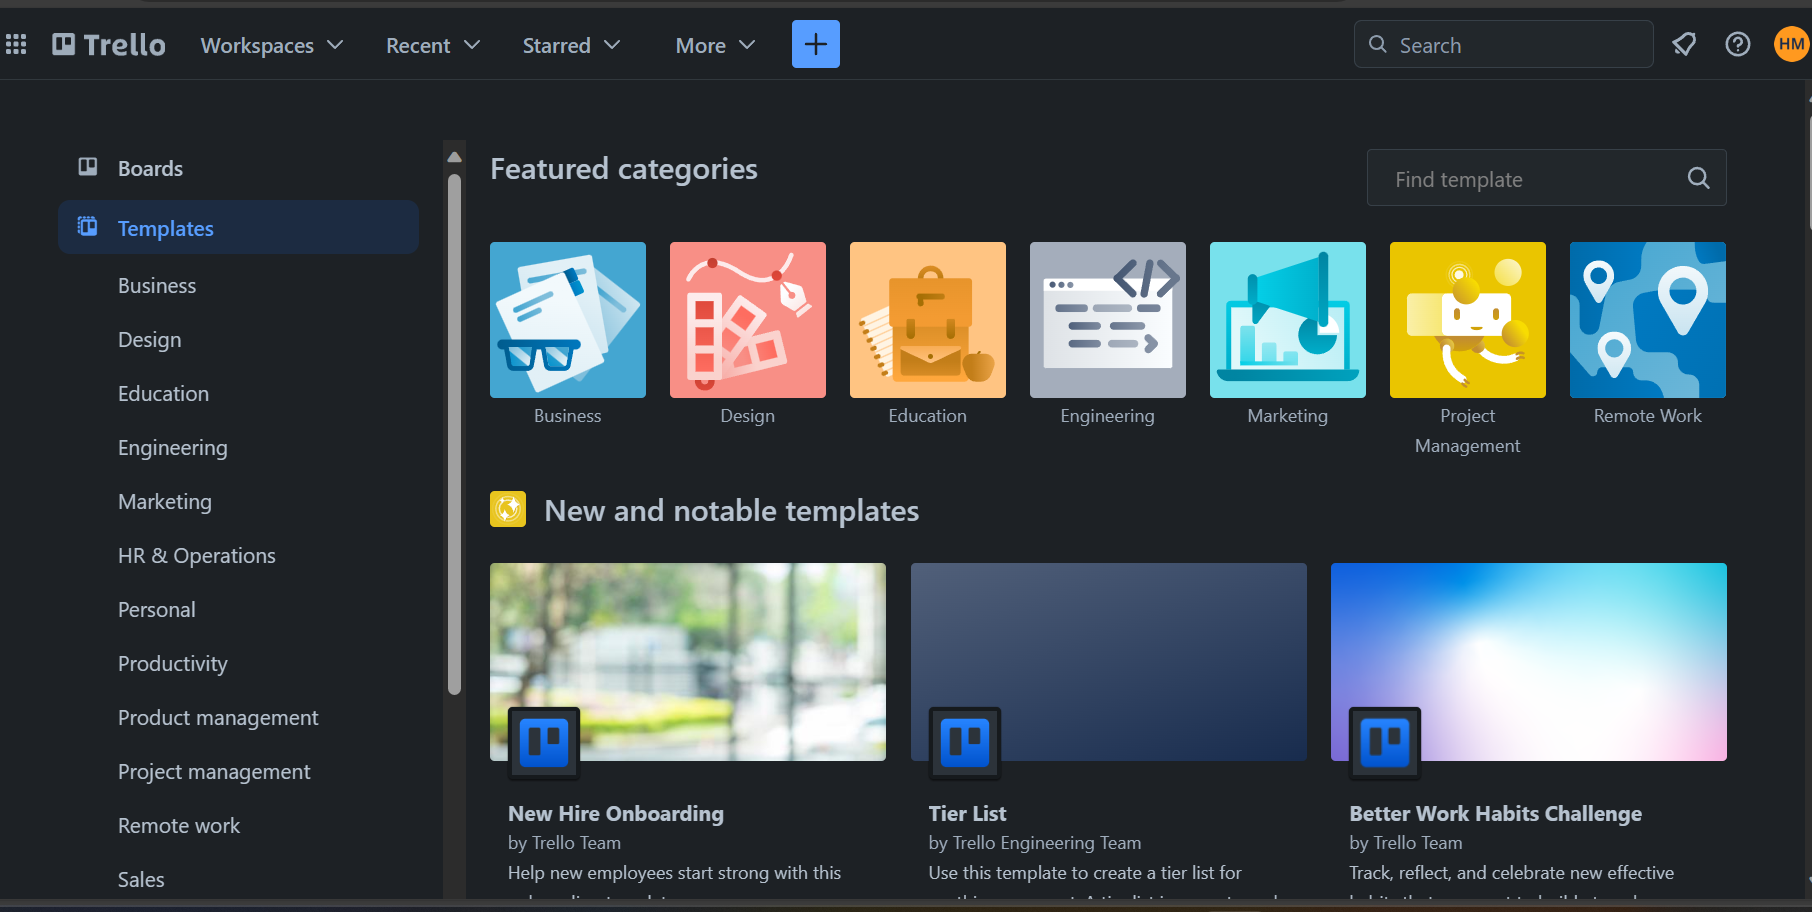 Trello
Workspaces
Recent
Starred
More
Search
HM
Boards
Templates
Business
Design
Education
Engineering
Marketing
HR & Operations
Personal
Productivity
Product management
Project management
Remote work
Sales
Featured categories
Find template
Business
Design
Education
Engineering
Marketing
Project
Management
Remote Work
New and notable templates
New Hire Onboarding
by Trello Team
Help new employees start strong with this
Tier List
by Trello Engineering Team
Use this template to create a tier list for
Better Work Habits Challenge
by Trello Team
Track, reflect, and celebrate new effective